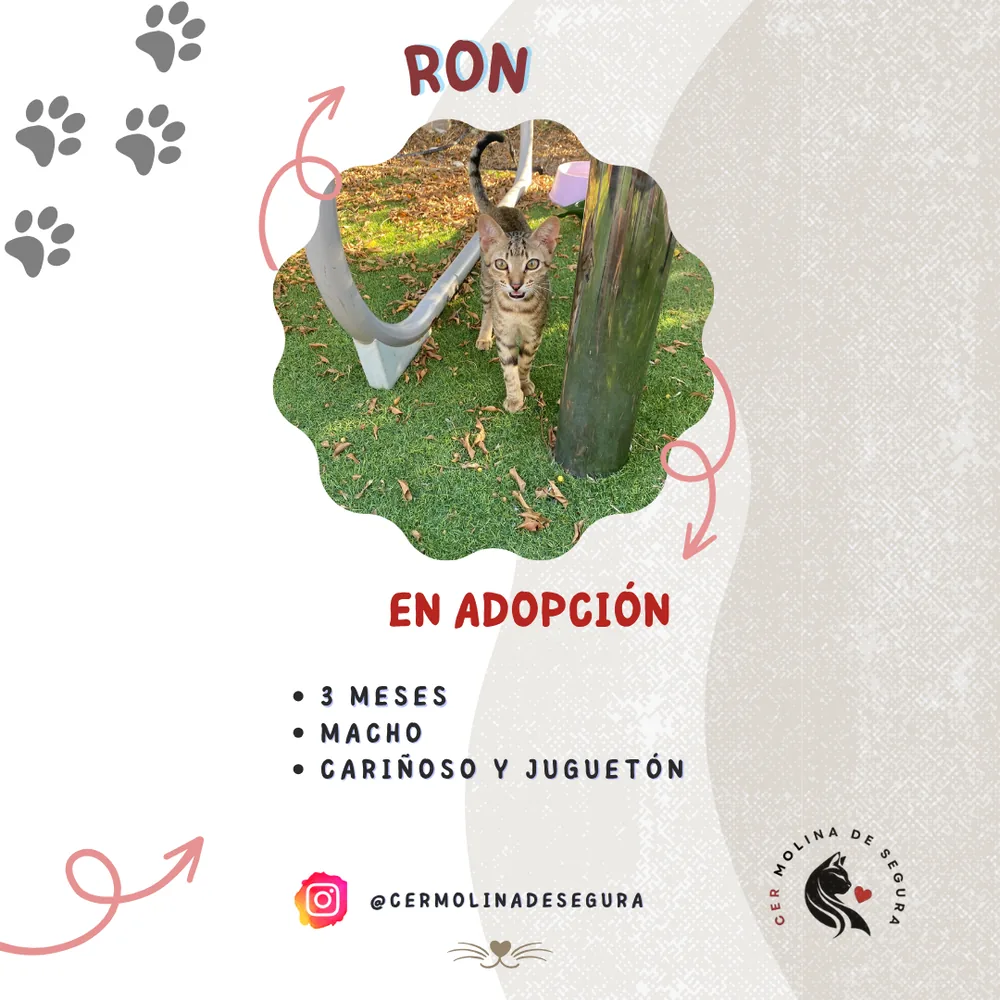 RON
EN ADOPCIÓN
3 MESES
MACHO
CARIÑOSO Y JUGUETÓN
@CERMOLINADESEGURA
CER MOLINA DE SEGURA